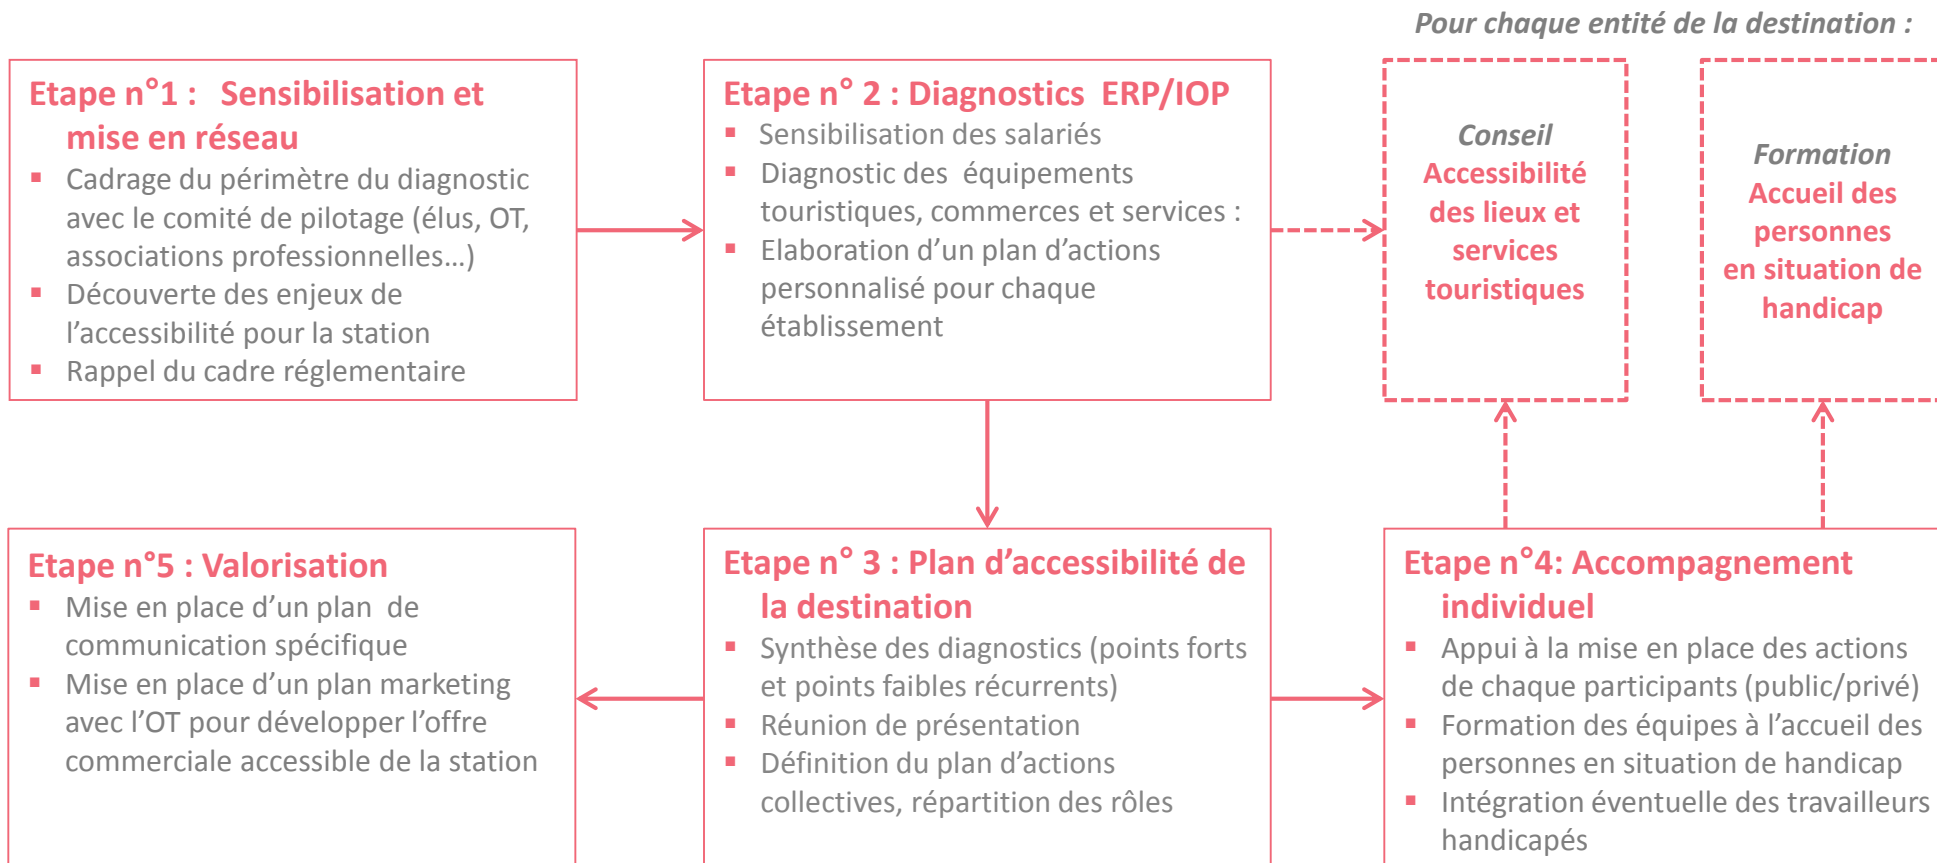 Pour chaque entité de la destination :
Etape n°1 : Sensibilisation et
mise en réseau
▪ Cadrage du périmètre du diagnostic
avec le comité de pilotage (élus, OT,
associations professionnelles…)
▪ Découverte des enjeux de
l’accessibilité pour la station
▪ Rappel du cadre réglementaire
Etape n° 2 : Diagnostics ERP/IOP
▪ Sensibilisation des salariés
▪ Diagnostic des équipements
touristiques, commerces et services :
▪ Elaboration d’un plan d’actions
personnalisé pour chaque
établissement
Conseil
Accessibilité
des lieux et
services
touristiques
Formation
Accueil des
personnes
en situation de
handicap
Etape n°5 : Valorisation
▪ Mise en place d’un plan de
communication spécifique
▪ Mise en place d’un plan marketing
avec l’OT pour développer l’offre
commerciale accessible de la station
Etape n° 3 : Plan d’accessibilité de
la destination
▪ Synthèse des diagnostics (points forts
et points faibles récurrents)
▪ Réunion de présentation
▪ Définition du plan d’actions
collectives, répartition des rôles
Etape n°4: Accompagnement
individuel
▪ Appui à la mise en place des actions
de chaque participants (public/privé)
▪ Formation des équipes à l’accueil des
personnes en situation de handicap
▪ Intégration éventuelle des travailleurs
handicapés